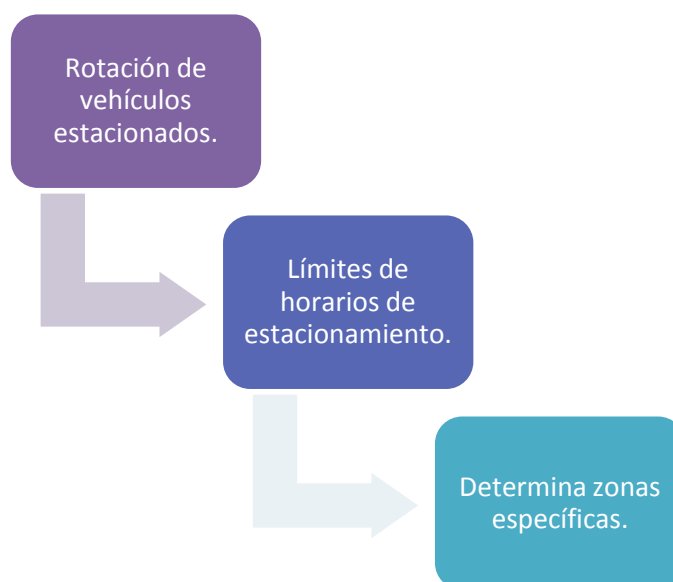 Rotación de
vehículos
estacionados.
Límites de
horarios de
estacionamiento.
Determina zonas
específicas.